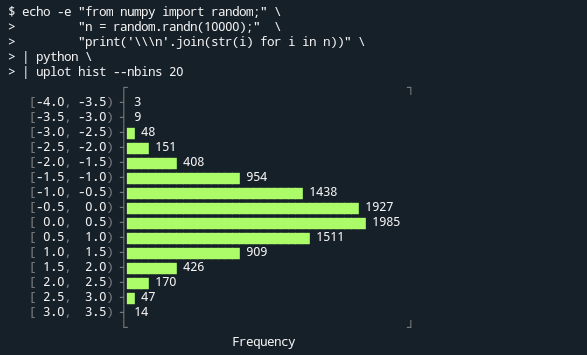 $ echo -e "from numpy import random;" \
>         "n = random.randn(10000);"  \
>         "print('\\\n'.join(str(i) for i in n))" \
> | python \
> | uplot hist --nbins 20
[-4.0, -3.5) 3
[-3.5, -3.0) 9
[-3.0, -2.5) 48
[-2.5, -2.0) 151
[-2.0, -1.5) 408
[-1.5, -1.0) 954
[-1.0, -0.5) 1438
[-0.5,  0.0) 1927
[ 0.0,  0.5) 1985
[ 0.5,  1.0) 1511
[ 1.0,  1.5) 909
[ 1.5,  2.0) 426
[ 2.0,  2.5) 170
[ 2.5,  3.0) 47
[ 3.0,  3.5) 14
Frequency